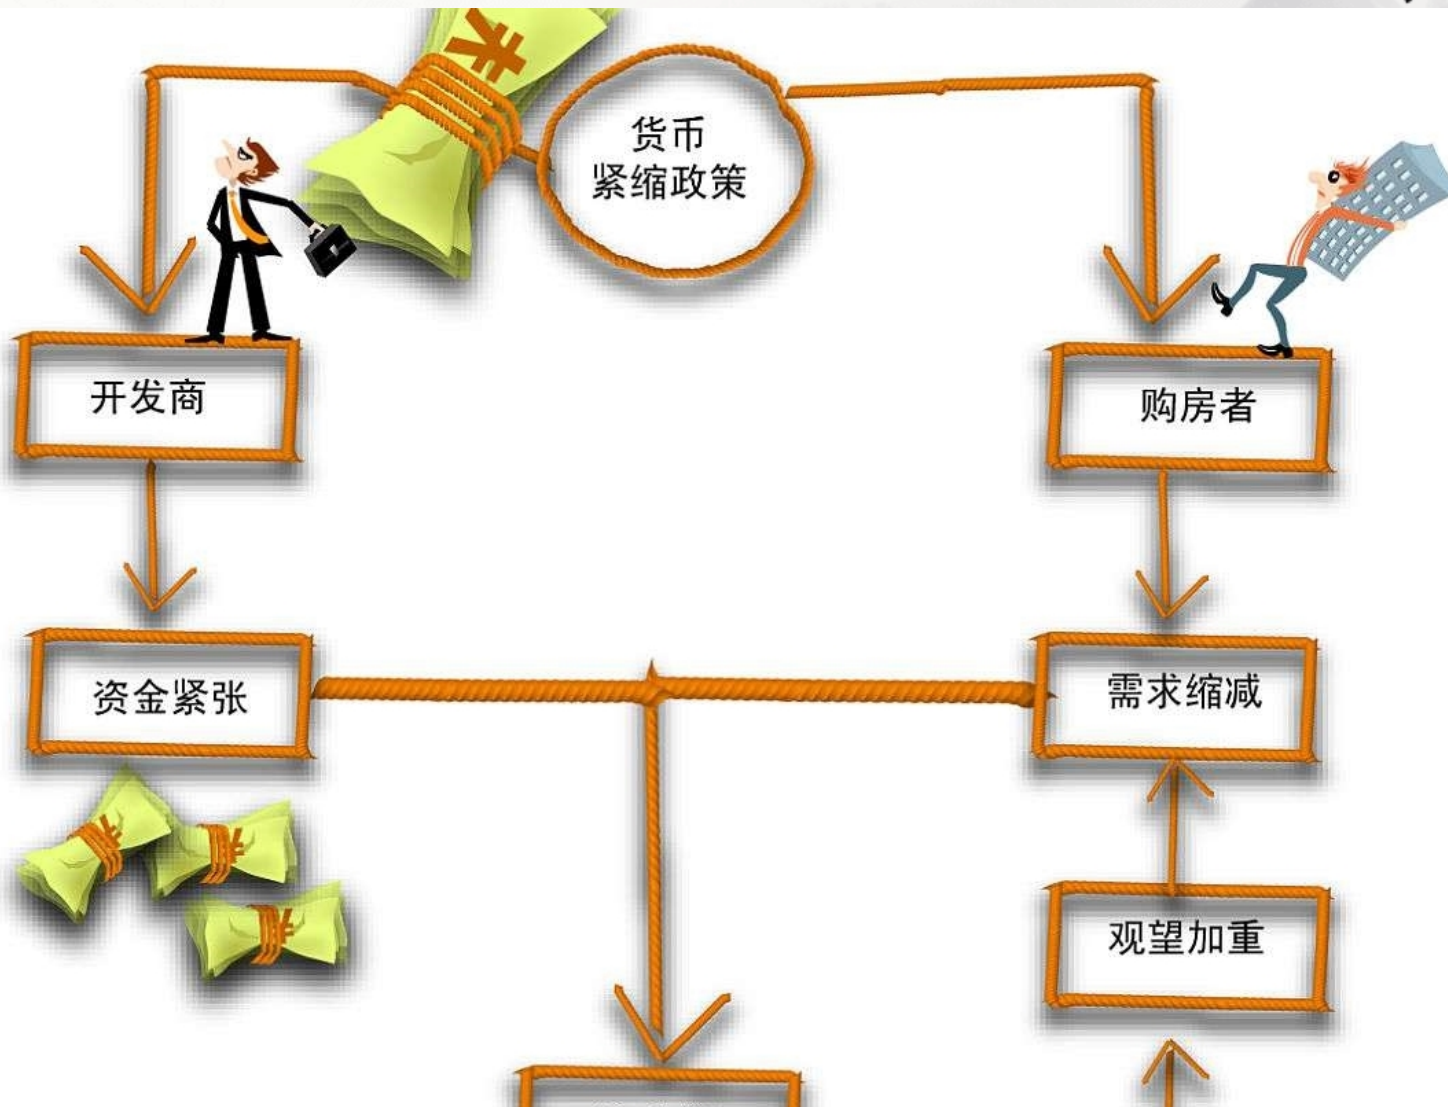 货币
紧缩政策
开发商
购房者
资金紧张
需求缩减
观望加重